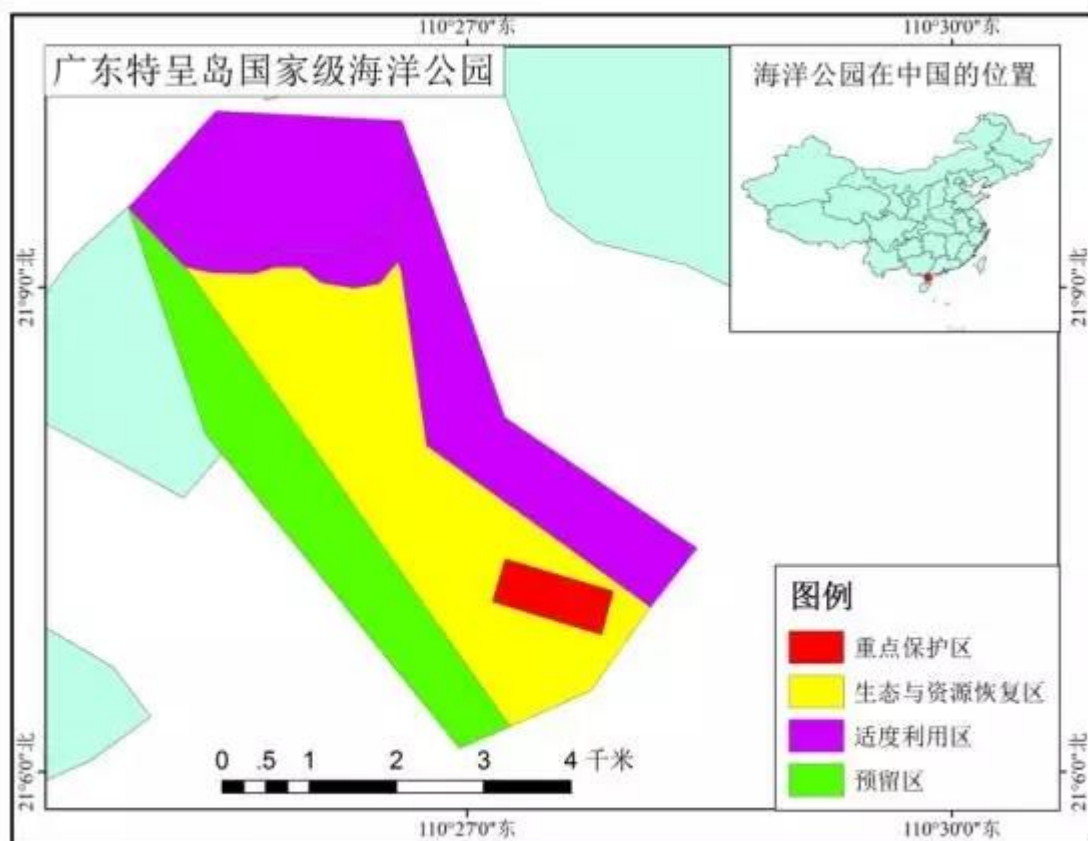 110°27'0"东
110°30'0"东
广东特呈岛国家级海洋公园
海洋公园在中国的位置
21°9'0"北
21°9'0"北
图例
重点保护区
生态与资源恢复区
适度利用区
预留区
0 .5 1 2 3 4 千米
21°6'0"北
21°6'0"北
110°27'0"东
110°30'0"东